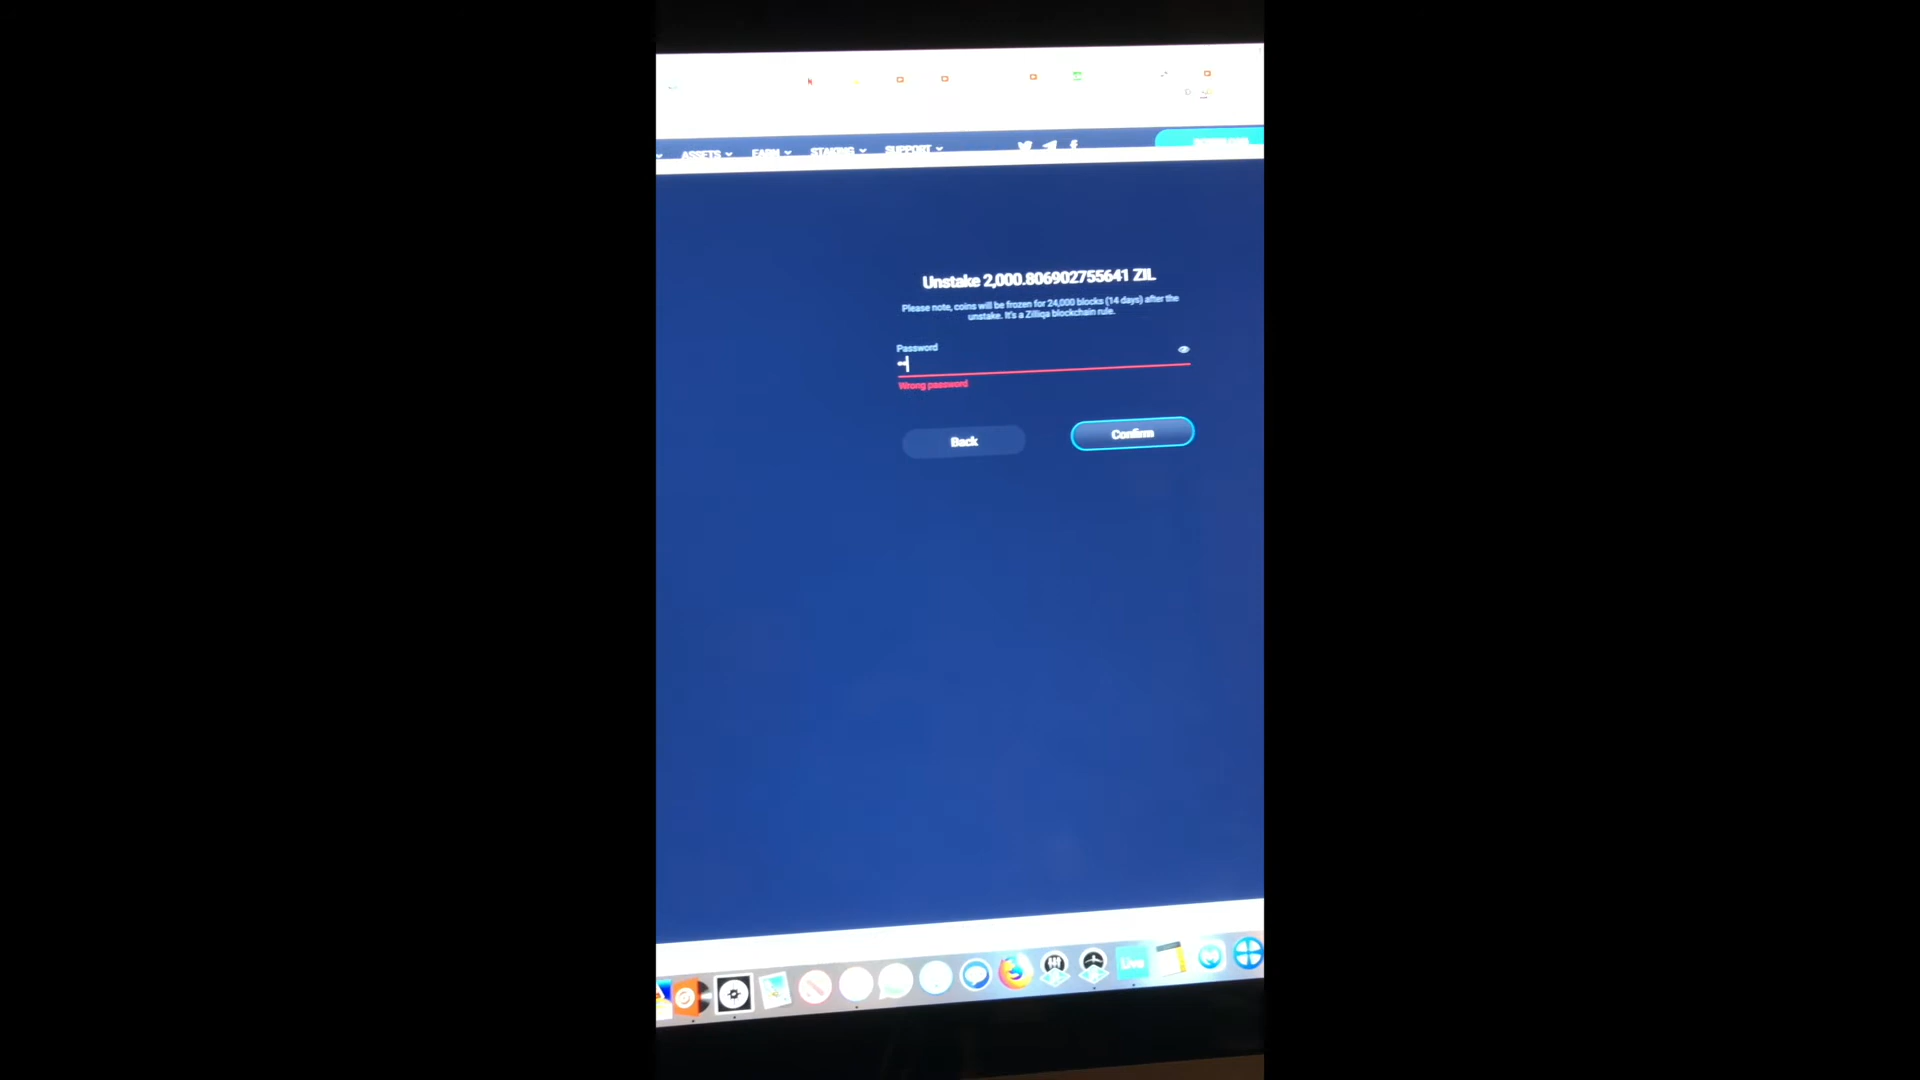 ASSETS EARN STAKING SUPPORT
Unstake 2,000.806902755641 ZIL
Please note, coins will be frozen for 24,000 blocks (14 days) after the
unstake. It's a Zilliqa blockchain rule.
Password
Wrong password
Back Confirm
Live